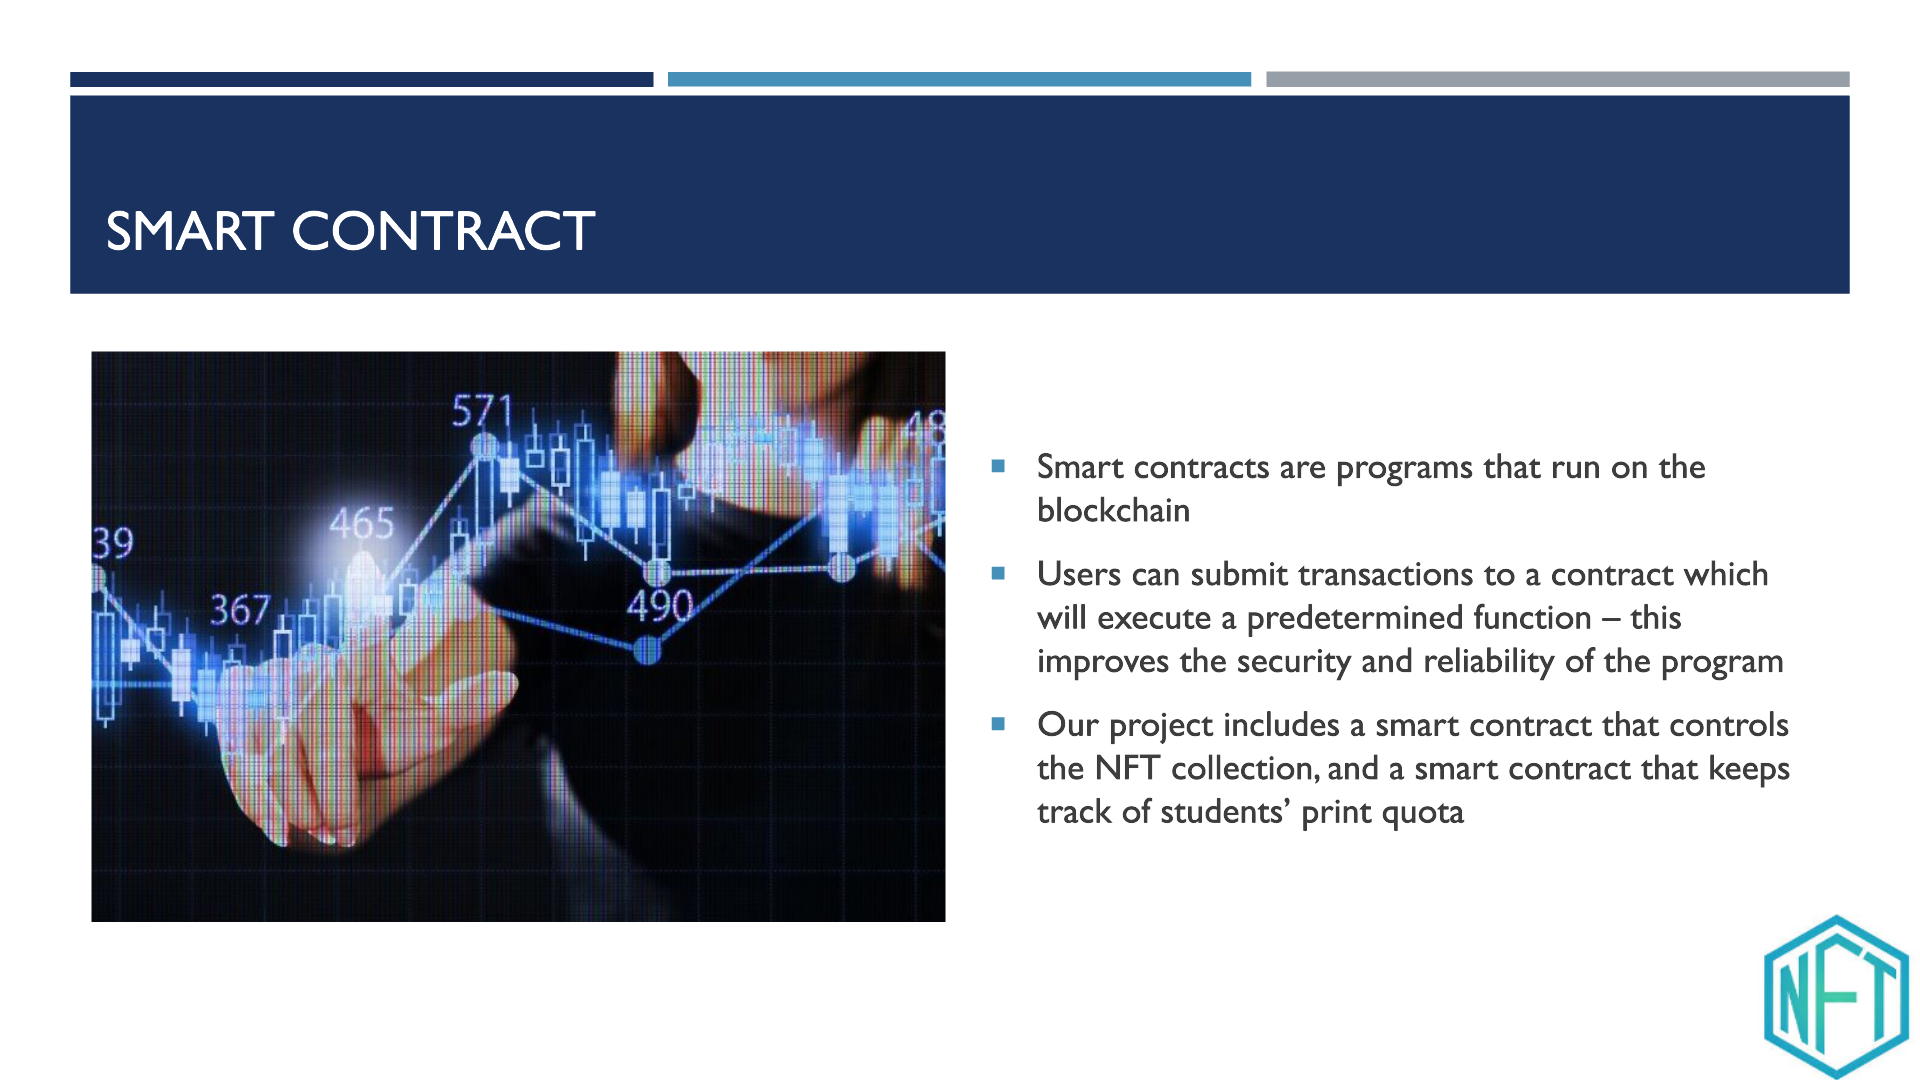 SMART CONTRACT
571
48
465
39
367
490
Smart contracts are programs that run on the
blockchain
Users can submit transactions to a contract which
will execute a predetermined function – this
improves the security and reliability of the program
Our project includes a smart contract that controls
the NFT collection, and a smart contract that keeps
track of students’ print quota
NFT